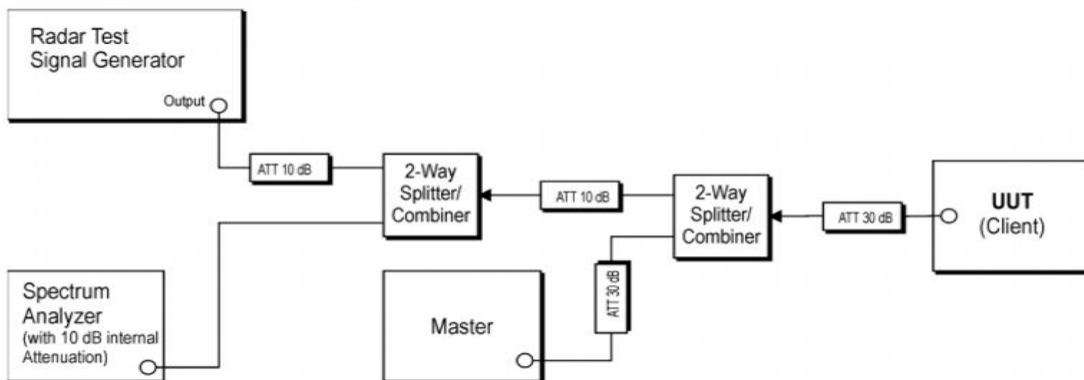 Radar Test
Signal Generator
Output
ATT 10 dB
2-Way
Splitter/
Combiner
ATT 10 dB
2-Way
Splitter/
Combiner
ATT 30 dB
UUT
(Client)
Spectrum
Analyzer
(with 10 dB internal
Attenuation)
Master
ATT 30 dB